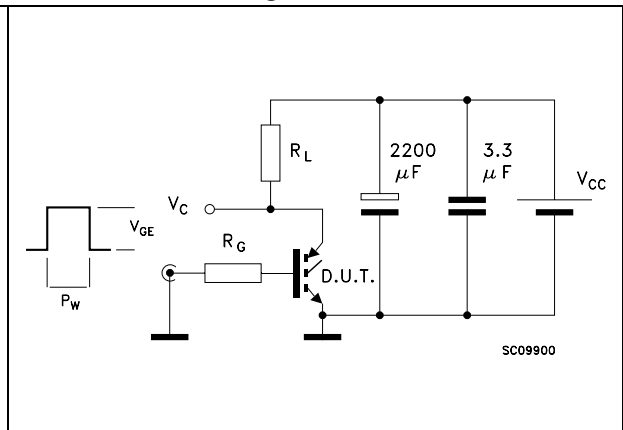 R_L
2200
μF
3.3
μF
V_CC
V_C
V_GE
R_G
D.U.T.
P_W
SC09900